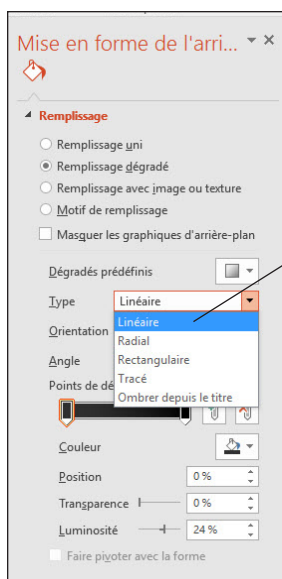 Mise en forme de l'arri...
Remplissage
Remplissage uni
Remplissage dégradé
Remplissage avec image ou texture
Motif de remplissage
Masquer les graphiques d'arrière-plan
Dégradés prédéfinis
Type Linéaire
Linéaire
Orientation
Radial
Rectangulaire
Angle
Tracé
Points de dé
Ombrer depuis le titre
Couleur
Position 0 %
Transparence 0 %
Luminosité 24 %
Faire pivoter avec la forme